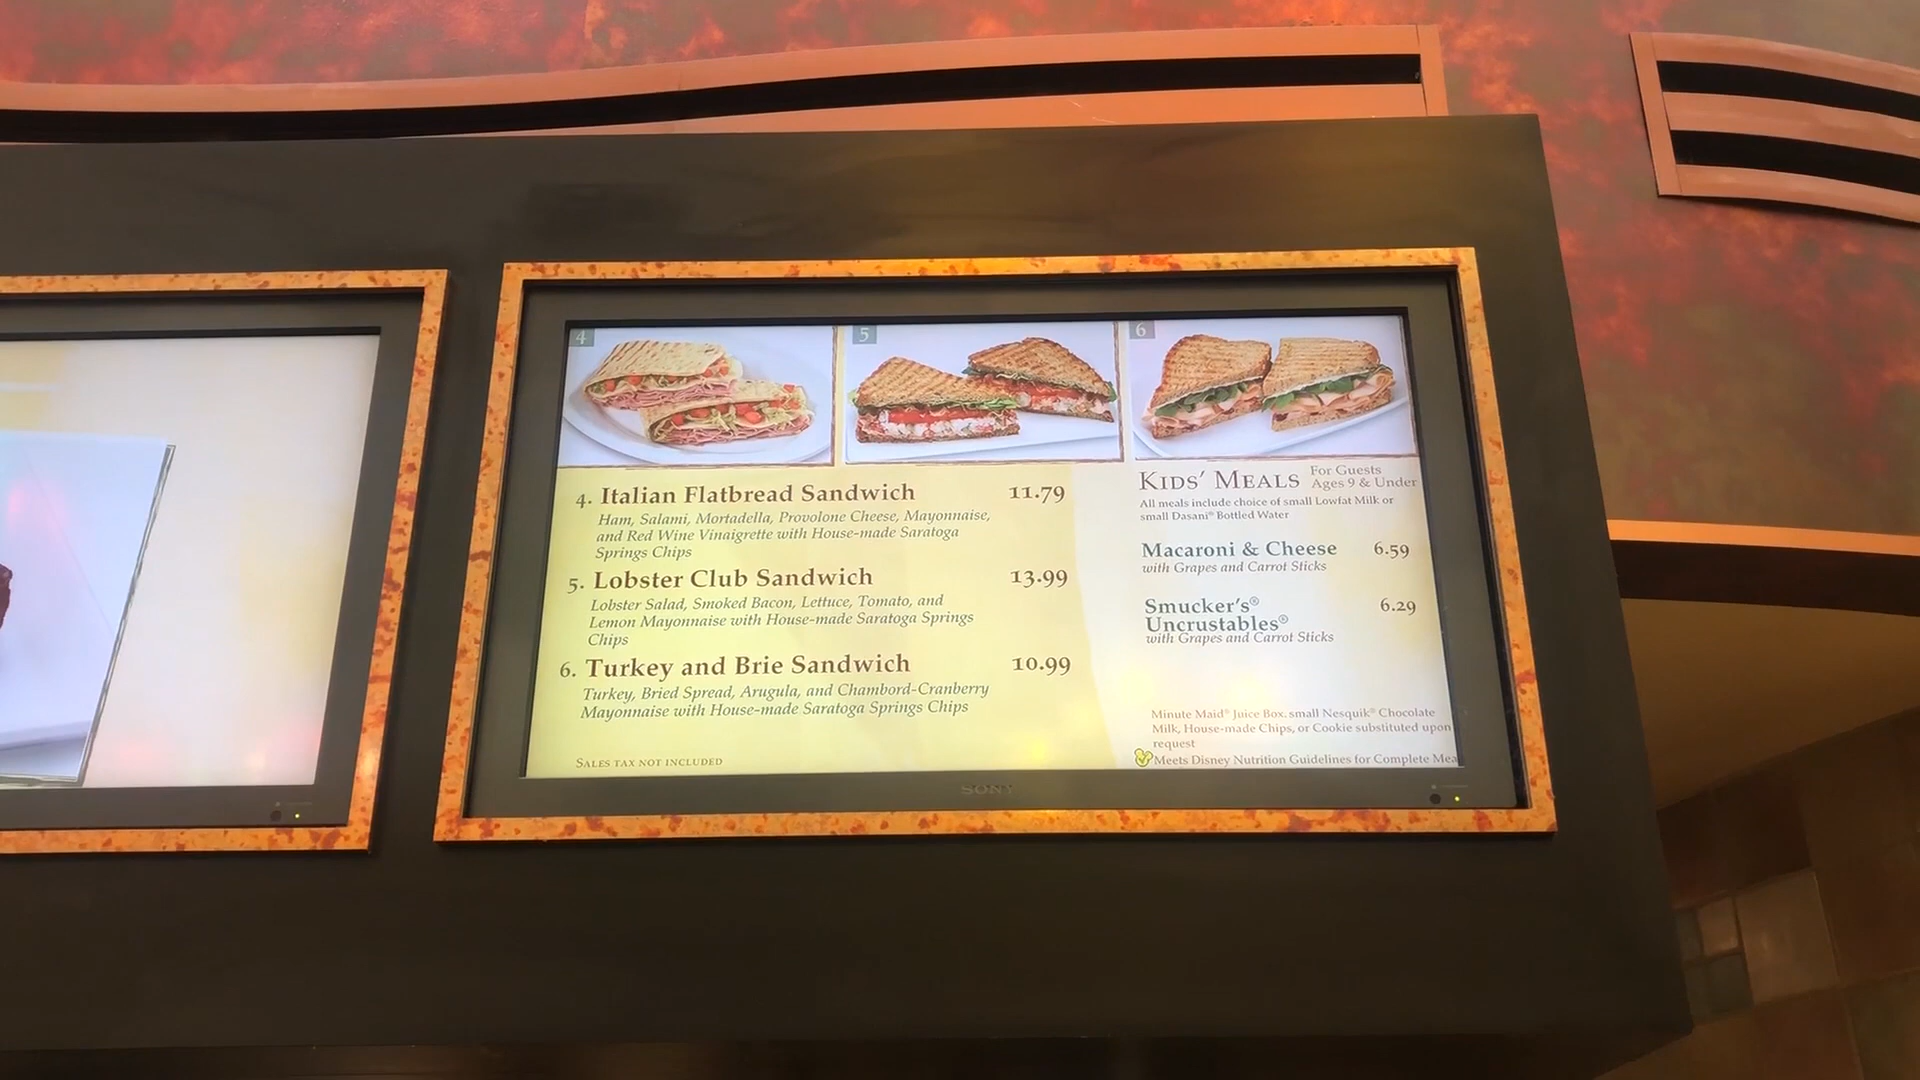 4
5
6
4. Italian Flatbread Sandwich 11.79
Ham, Salami, Mortadella, Provolone Cheese, Mayonnaise,
and Red Wine Vinaigrette with House-made Saratoga
Springs Chips
5. Lobster Club Sandwich 13.99
Lobster Salad, Smoked Bacon, Lettuce, Tomato, and
Lemon Mayonnaise with House-made Saratoga Springs
Chips
6. Turkey and Brie Sandwich 10.99
Turkey, Bried Spread, Arugula, and Chambord-Cranberry
Mayonnaise with House-made Saratoga Springs Chips
SALES TAX NOT INCLUDED
KIDS' MEALS
For Guests
Ages 9 & Under
All meals include choice of small Lowfat Milk or
small Dasani® Bottled Water
Macaroni & Cheese 6.59
with Grapes and Carrot Sticks
Smucker's® 6.29
Uncrustables®
with Grapes and Carrot Sticks
Minute Maid® Juice Box, small Nesquik® Chocolate
Milk, House-made Chips, or Cookie substituted upon
request
Meets Disney Nutrition Guidelines for Complete Mea
SONY